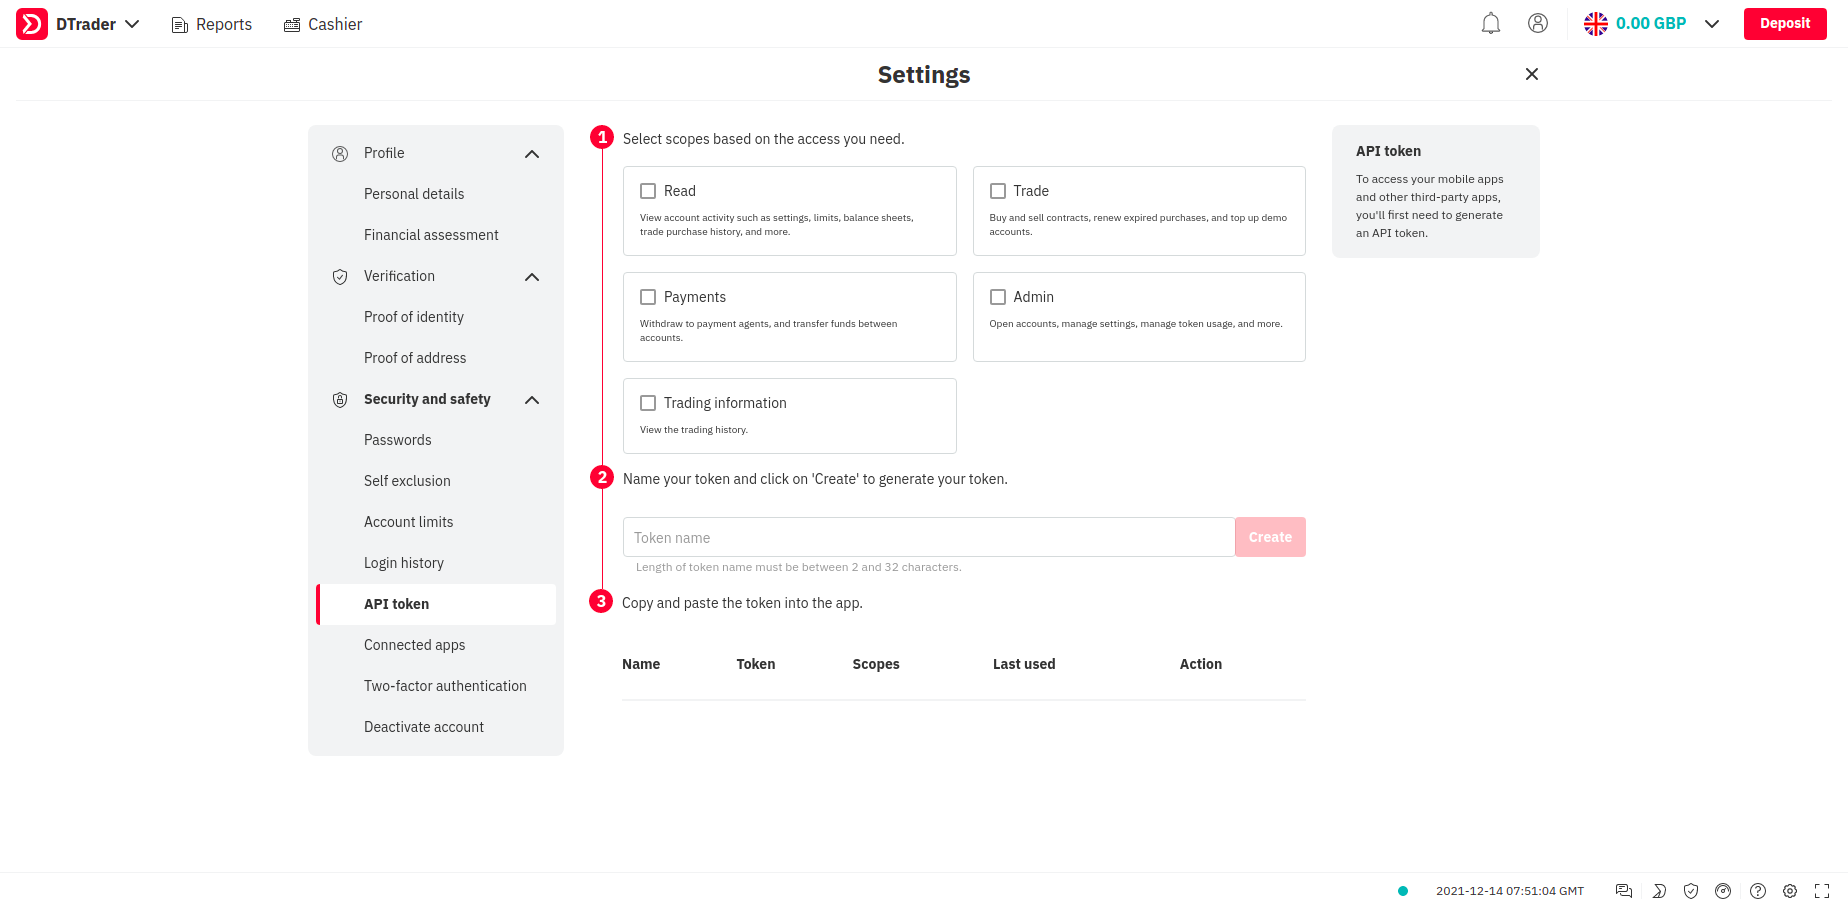 DTrader
Reports
Cashier
0.00 GBP
Deposit
Settings
Profile
Personal details
Financial assessment
Verification
Proof of identity
Proof of address
Security and safety
Passwords
Self exclusion
Account limits
Login history
API token
Connected apps
Two-factor authentication
Deactivate account
1
Select scopes based on the access you need.
Read
View account activity such as settings, limits, balance sheets,
trade purchase history, and more.
Trade
Buy and sell contracts, renew expired purchases, and top up demo
accounts.
Payments
Withdraw to payment agents, and transfer funds between
accounts.
Admin
Open accounts, manage settings, manage token usage, and more.
Trading information
View the trading history.
2
Name your token and click on 'Create' to generate your token.
Token name
Create
Length of token name must be between 2 and 32 characters.
3
Copy and paste the token into the app.
Name Token Scopes Last used Action
API token
To access your mobile apps
and other third-party apps,
you'll first need to generate
an API token.
2021-12-14 07:51:04 GMT